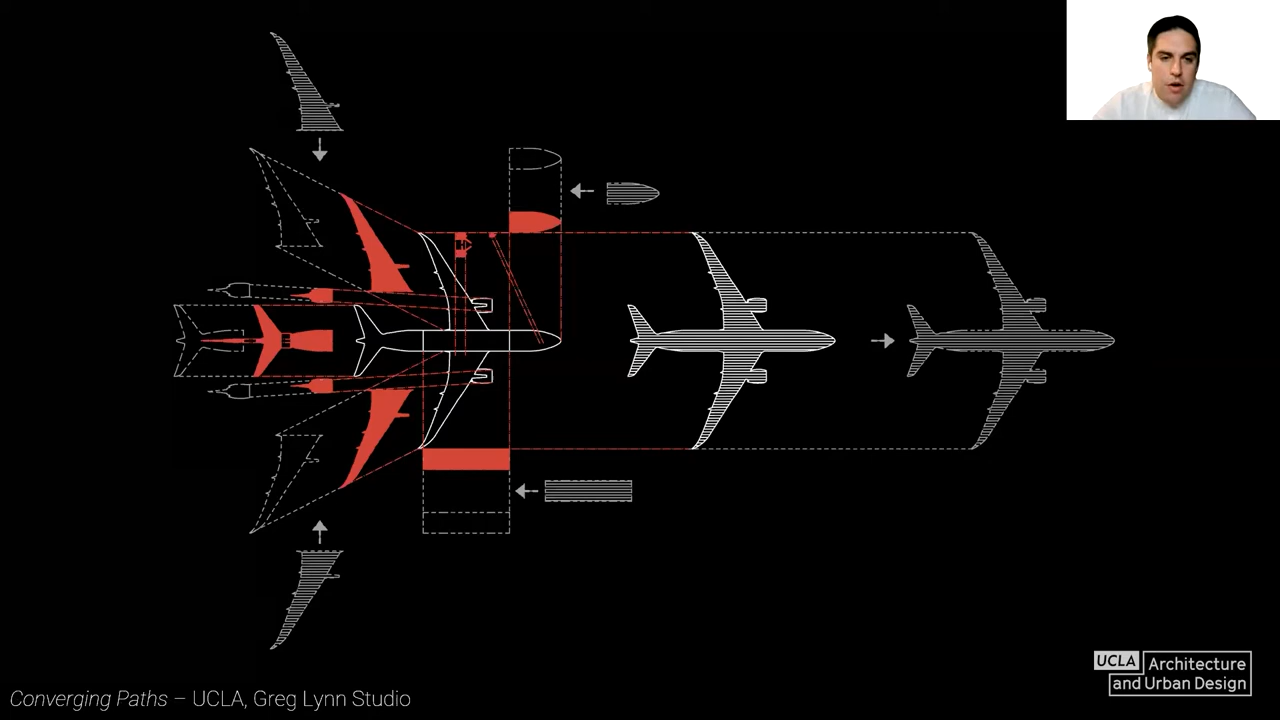 Converging Paths – UCLA, Greg Lynn Studio
UCLA Architecture
and Urban Design